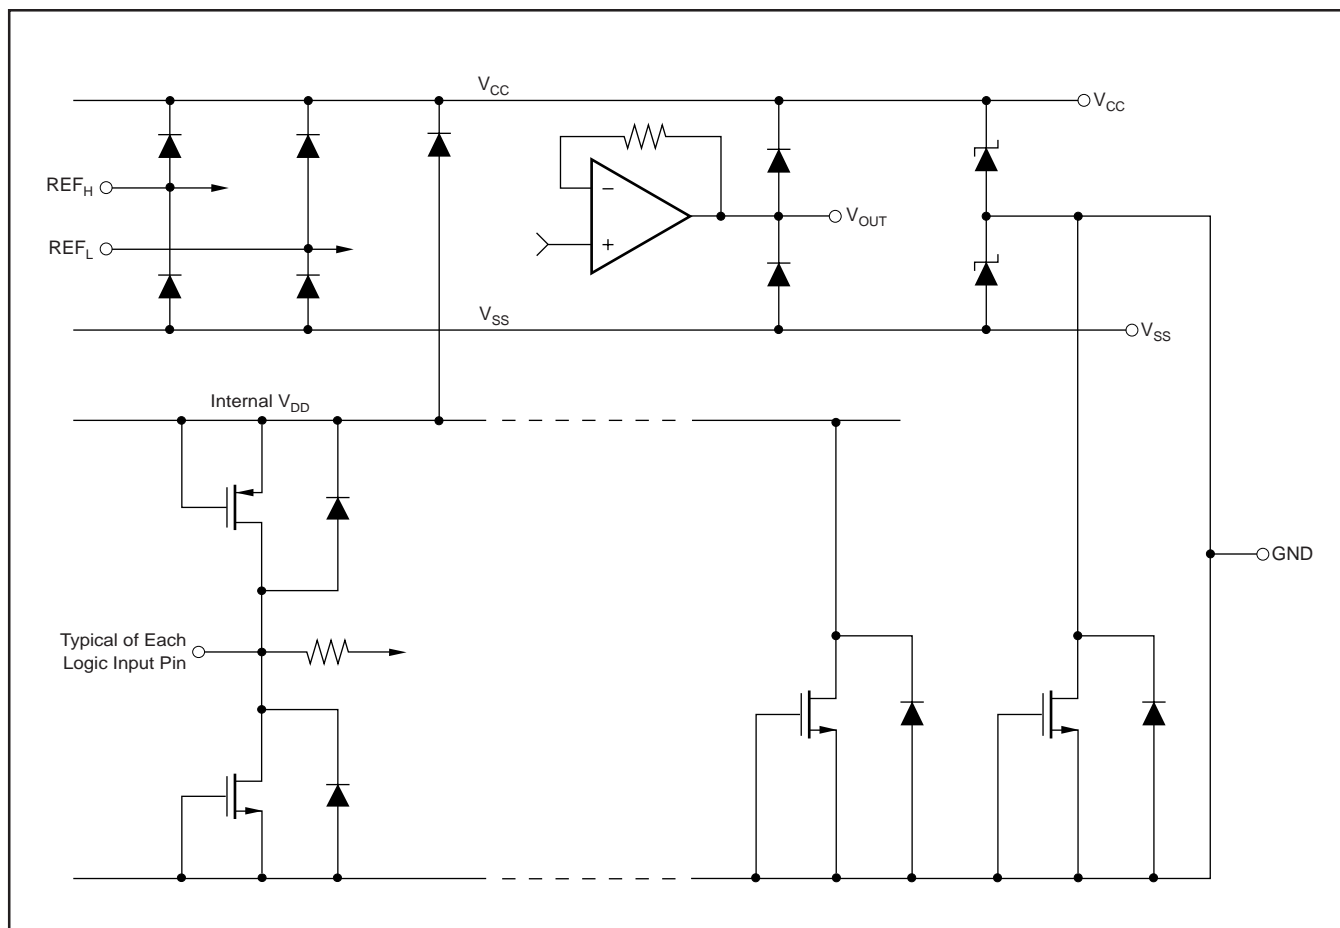 V_CC
V_CC
REF_H
−
V_OUT
REF_L
+
V_SS
V_SS
Internal V_DD
GND
Typical of Each
Logic Input Pin